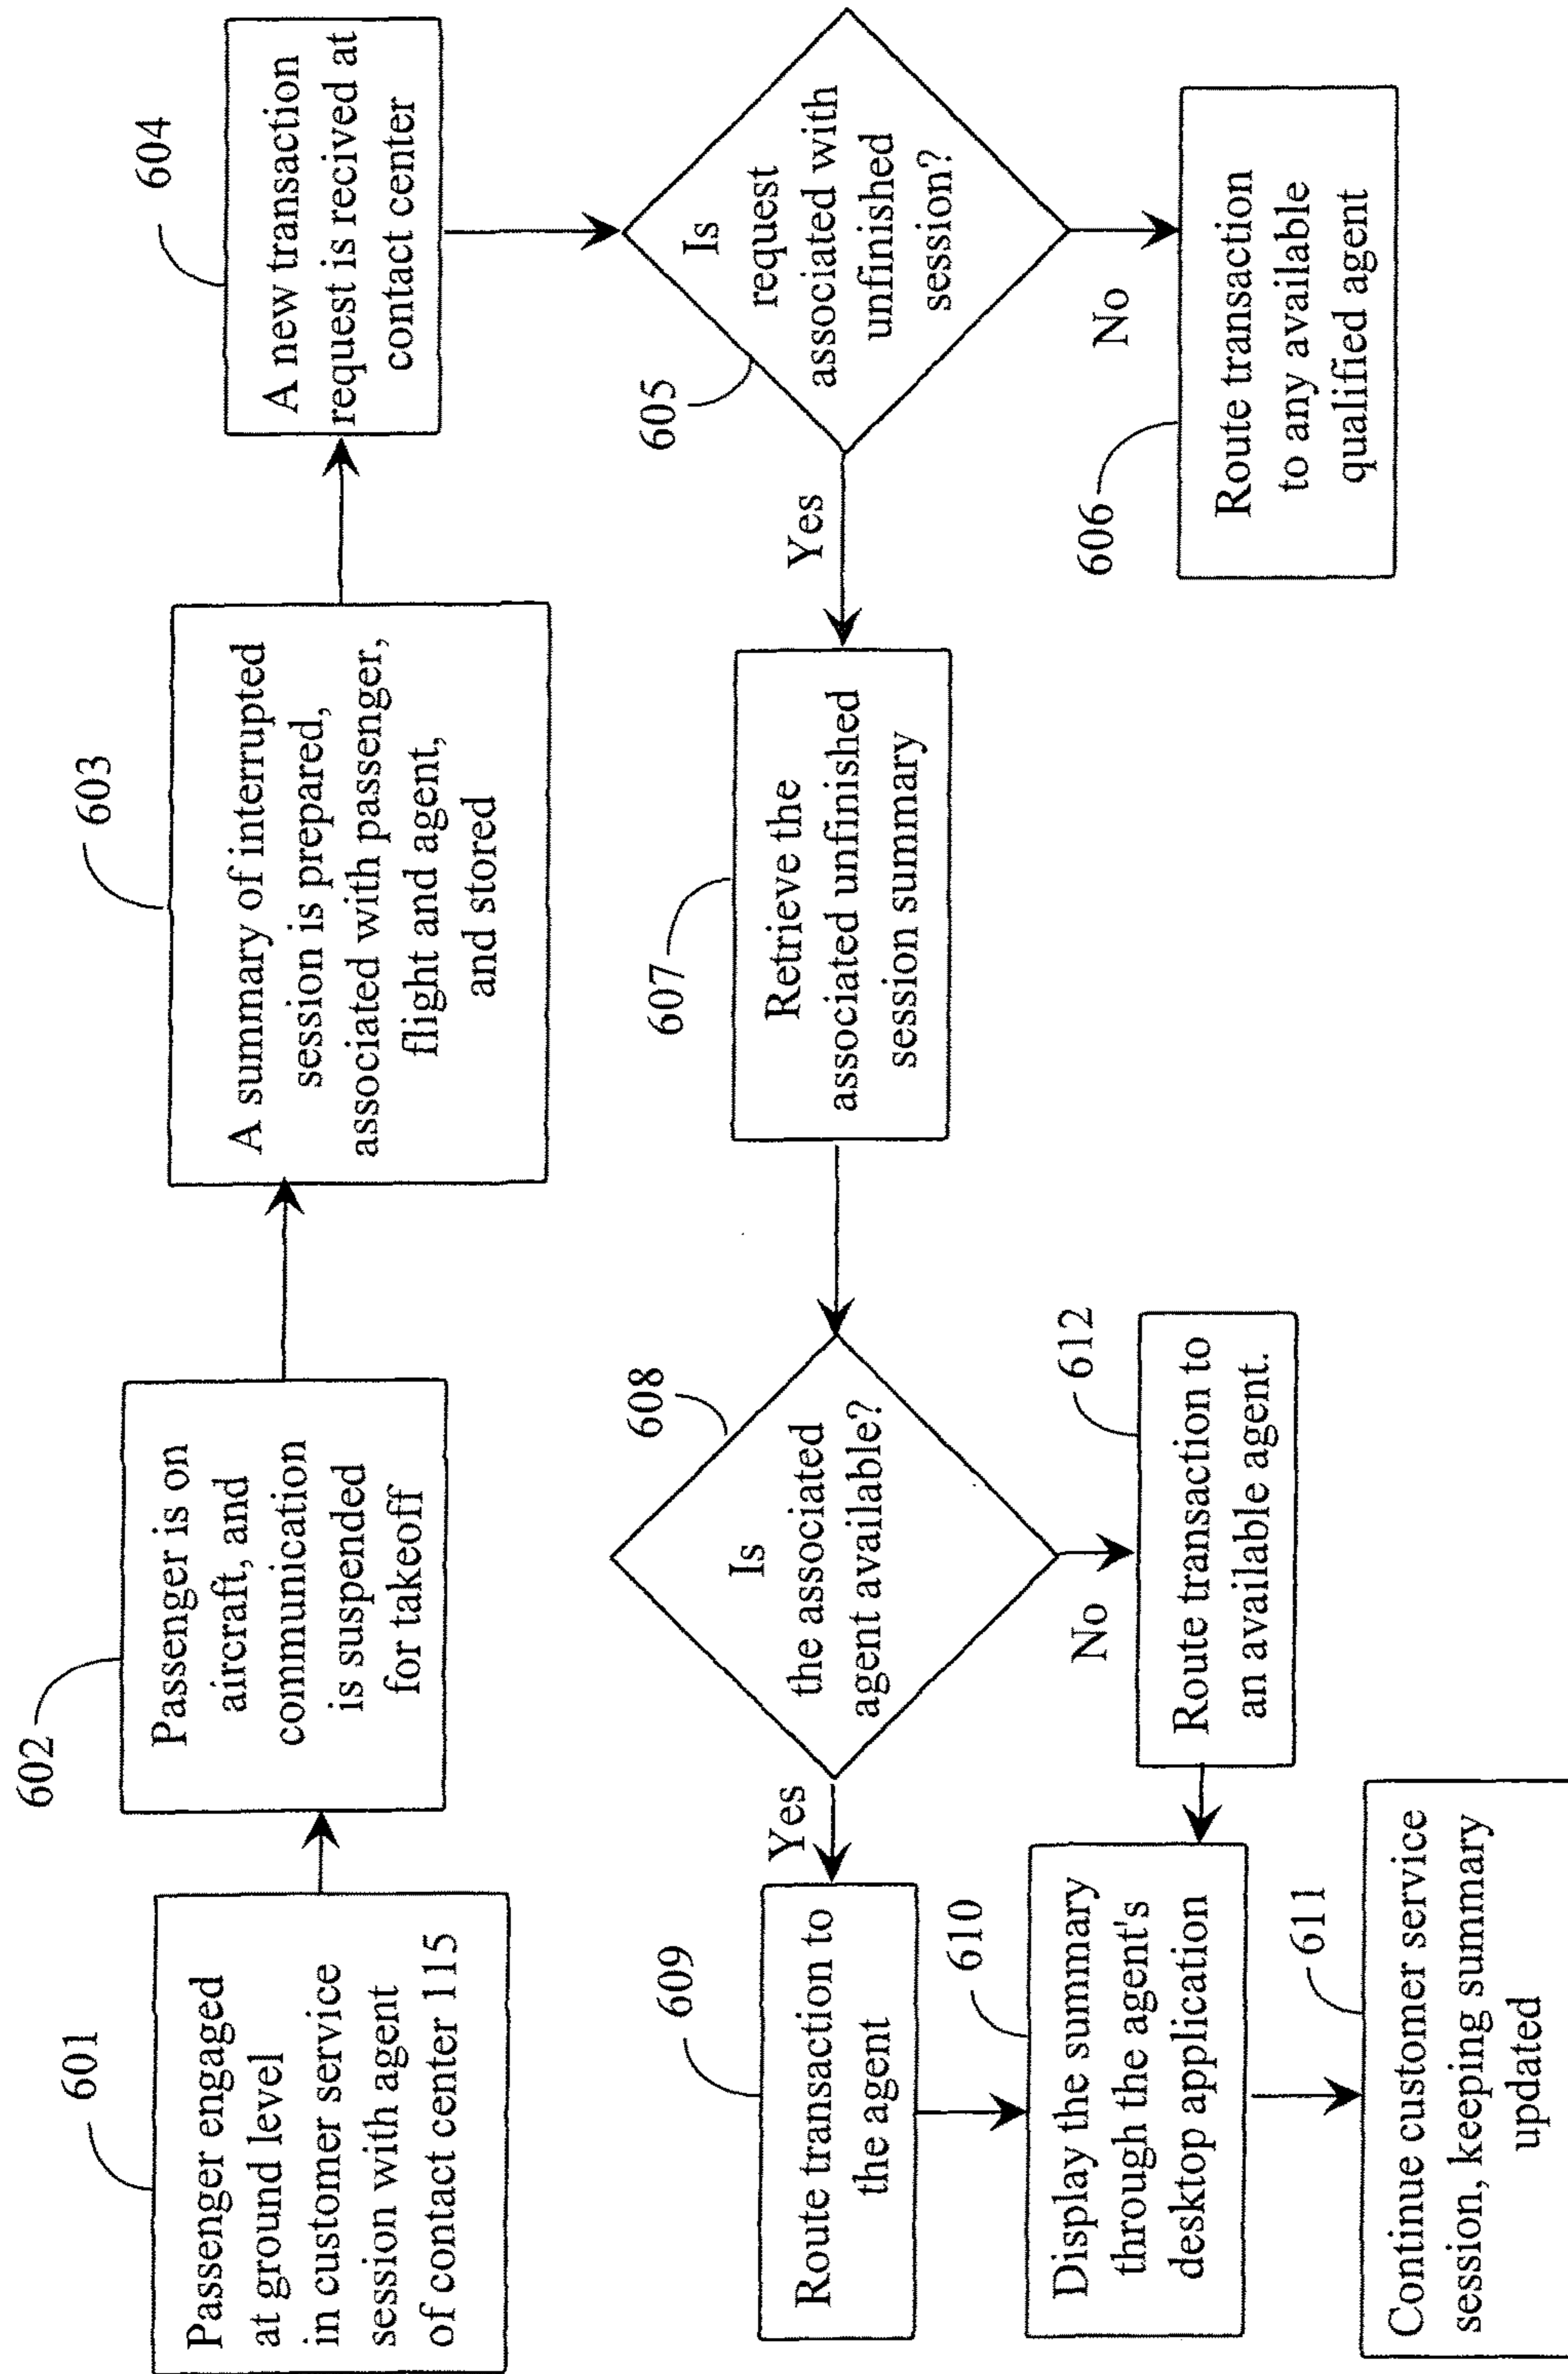 601
Passenger engaged
at ground level
in customer service
session with agent
of contact center 115
602
Passenger is on
aircraft, and
communication
is suspended
for takeoff
603
A summary of interrupted
session is prepared,
associated with passenger,
flight and agent,
and stored
604
A new transaction
request is recived at
contact center
605
Is
request
associated with
unfinished
session?
No
606
Route transaction
to any available
qualified agent
Yes
607
Retrieve the
associated unfinished
session summary
608
Is
the associated
agent available?
No
612
Route transaction to
an available agent.
Yes
609
Route transaction to
the agent
610
Display the summary
through the agent's
desktop application
611
Continue customer service
session, keeping summary
updated